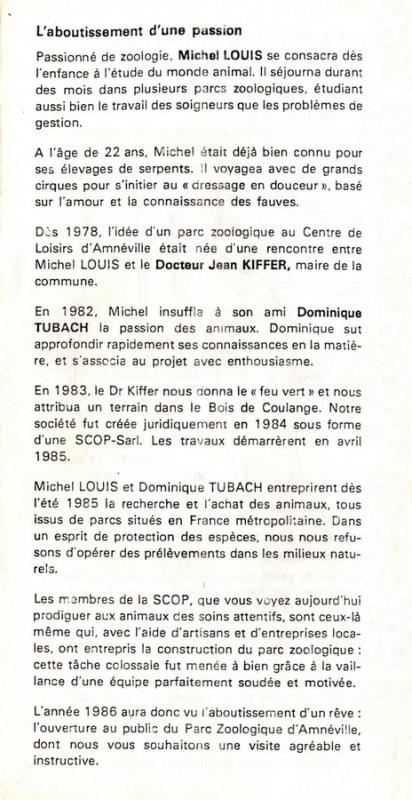 L'aboutissement d'une passion
Passionné de zoologie, Michel LOUIS se consacra dès
l'enfance à l'étude du monde animal. Il séjourna durant
des mois dans plusieurs parcs zoologiques, étudiant
aussi bien le travail des soigneurs que les problèmes de
gestion.
A l'âge de 22 ans, Michel était déjà bien connu pour
ses élevages de serpents. Il voyagea avec de grands
cirques pour s'initier au « dressage en douceur », basé
sur l'amour et la connaissance des fauves.
Dès 1978, l'idée d'un parc zoologique au Centre de
Loisirs d'Amnéville était née d'une rencontre entre
Michel LOUIS et le Docteur Jean KIFFER, maire de la
commune.
En 1982, Michel insuffla à son ami Dominique
TUBACH la passion des animaux. Dominique sut
approfondir rapidement ses connaissances en la matiè-
re, et s'associa au projet avec enthousiasme.
En 1983, le Dr Kiffer nous donna le « feu vert » et nous
attribua un terrain dans le Bois de Coulange. Notre
société fut créée juridiquement en 1984 sous forme
d'une SCOP-Sarl. Les travaux démarrèrent en avril
1985.
Michel LOUIS et Dominique TUBACH entreprirent dès
l'été 1985 la recherche et l'achat des animaux, tous
issus de parcs situés en France métropolitaine. Dans
un esprit de protection des espèces, nous nous refu-
sons d'opérer des prélèvements dans les milieux natu-
rels.
Les membres de la SCOP, que vous voyez aujourd'hui
prodiguer aux animaux des soins attentifs, sont ceux-là
même qui, avec l'aide d'artisans et d'entreprises loca-
les, ont entrepris la construction du parc zoologique :
cette tâche colossale fut menée à bien grâce à la vail-
lance d'une équipe parfaitement soudée et motivée.
L'année 1986 aura donc vu l'aboutissement d'un rêve :
l'ouverture au public du Parc Zoologique d'Amnéville,
dont nous vous souhaitons une visite agréable et
instructive.